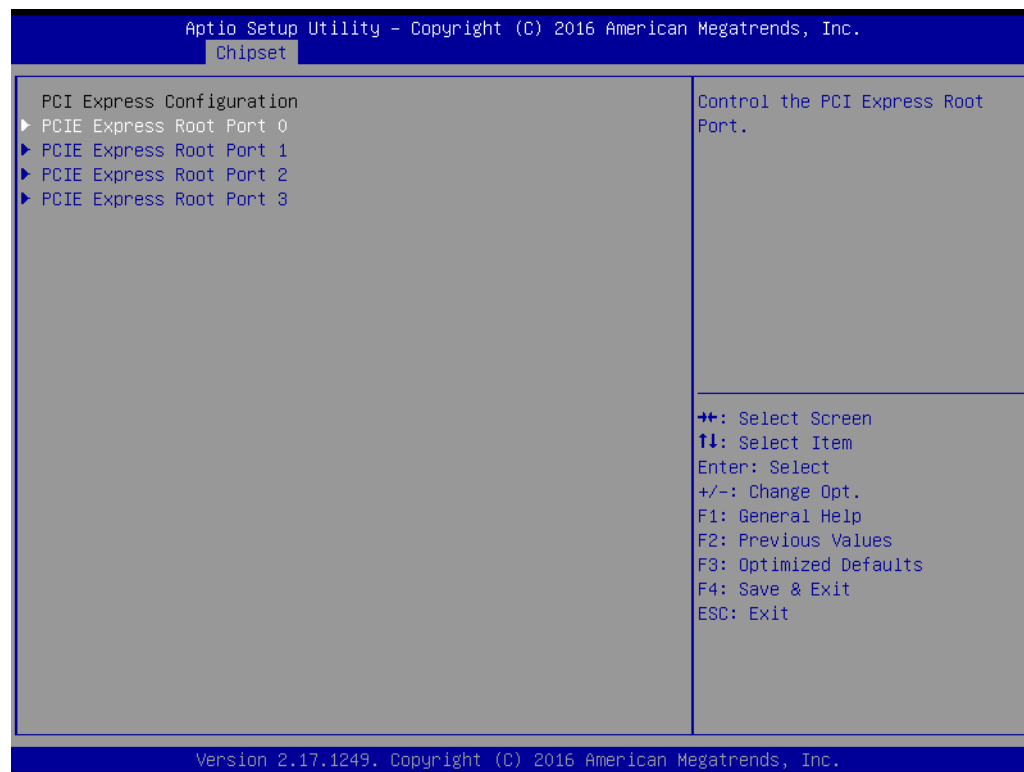 Aptio Setup Utility – Copyright (C) 2016 American Megatrends, Inc.
Chipset
PCI Express Configuration
▶ PCIE Express Root Port 0
▶ PCIE Express Root Port 1
▶ PCIE Express Root Port 2
▶ PCIE Express Root Port 3
Control the PCI Express Root
Port.
→←: Select Screen
↑↓: Select Item
Enter: Select
+/-: Change Opt.
F1: General Help
F2: Previous Values
F3: Optimized Defaults
F4: Save & Exit
ESC: Exit
Version 2.17.1249. Copyright (C) 2016 American Megatrends, Inc.